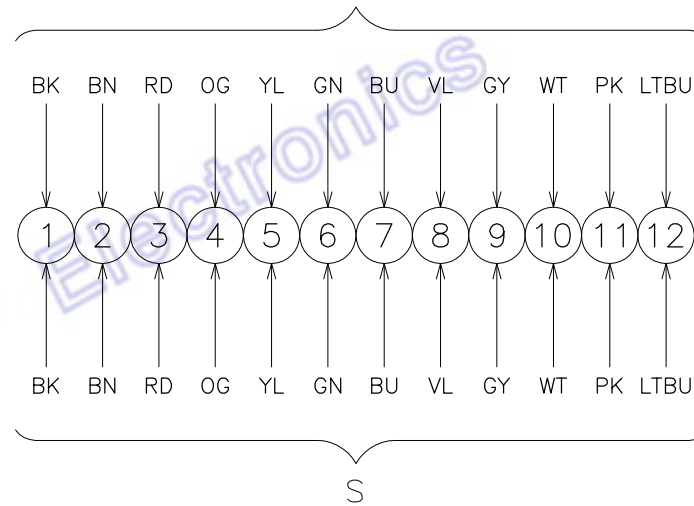 BK BN RD OG YL GN BU VL GY WT PK LTBU
1 2 3 4 5 6 7 8 9 10 11 12
BK BN RD OG YL GN BU VL GY WT PK LTBU
S
Electronics